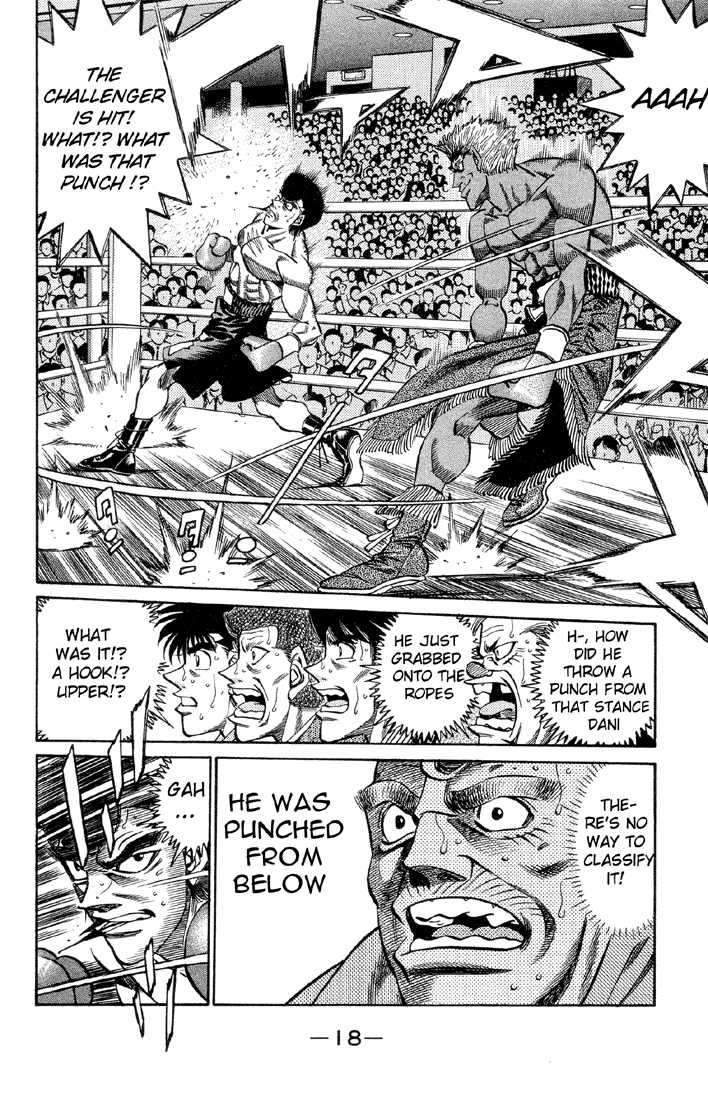 AAAH
THE
CHALLENGER
IS HIT!
WHAT!? WHAT
WAS THAT
PUNCH !?
H-, HOW
DID HE
THROW A
PUNCH FROM
THAT STANCE
DANI
HE JUST
GRABBED
ONTO THE
ROPES
WHAT
WAS IT!?
A HOOK!?
UPPER!?
THE-
RE'S NO
WAY TO
CLASSIFY
IT!
HE WAS
PUNCHED
FROM
BELOW
GAH
...
—18—